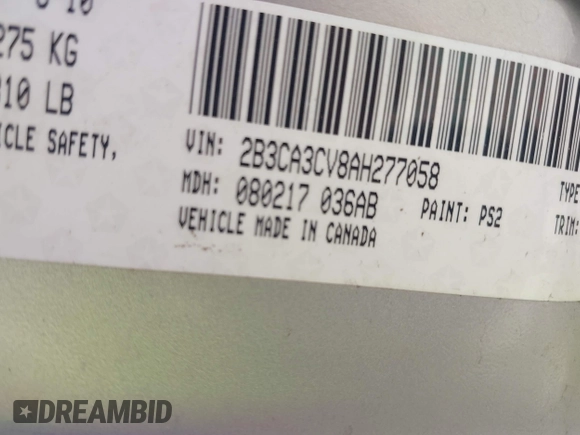 275 KG
010 LB
ICLE SAFETY,
VIN: 2B3CA3CV8AH277058
MDH: 080217 036AB
PAINT: PS2
VEHICLE MADE IN CANADA
TYPE
TRIM:
DREAMBID